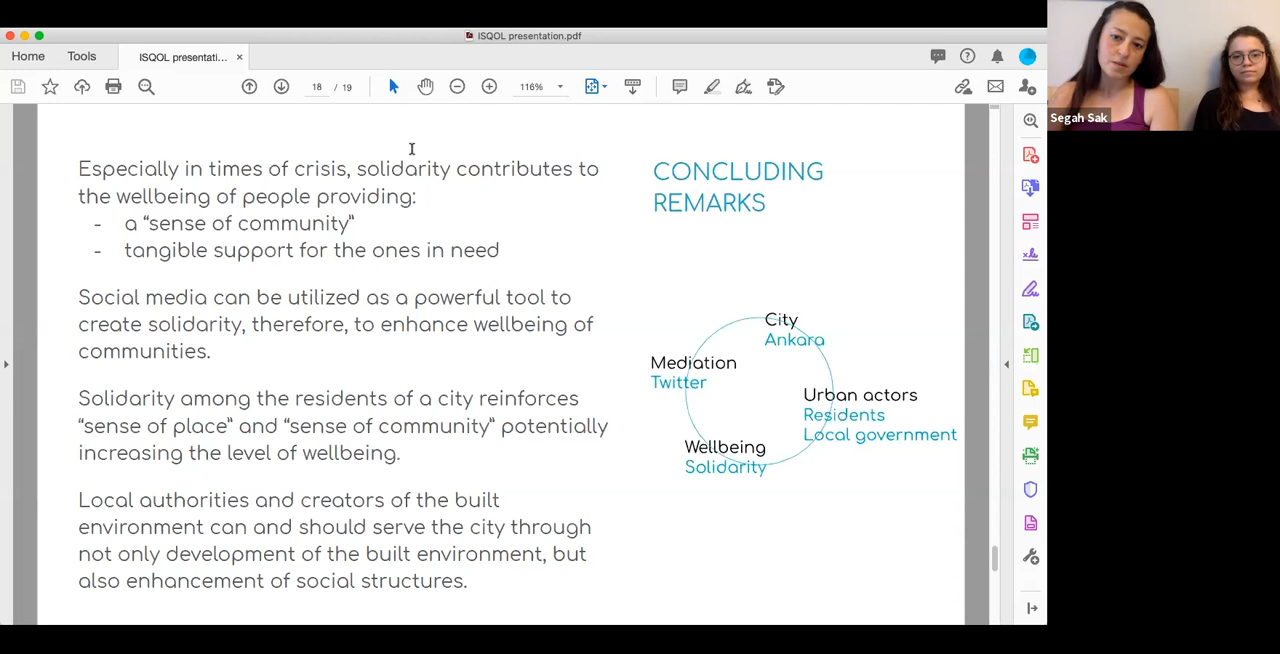 ISQOL presentation.pdf
Home
Tools
ISQOL presentati...
×
18 / 19
116%
Segah Sak
Especially in times of crisis, solidarity contributes to
the wellbeing of people providing:
- a “sense of community”
- tangible support for the ones in need
Social media can be utilized as a powerful tool to
create solidarity, therefore, to enhance wellbeing of
communities.
Solidarity among the residents of a city reinforces
“sense of place” and “sense of community” potentially
increasing the level of wellbeing.
Local authorities and creators of the built
environment can and should serve the city through
not only development of the built environment, but
also enhancement of social structures.
CONCLUDING
REMARKS
City
Ankara
Mediation
Twitter
Urban actors
Residents
Local government
Wellbeing
Solidarity